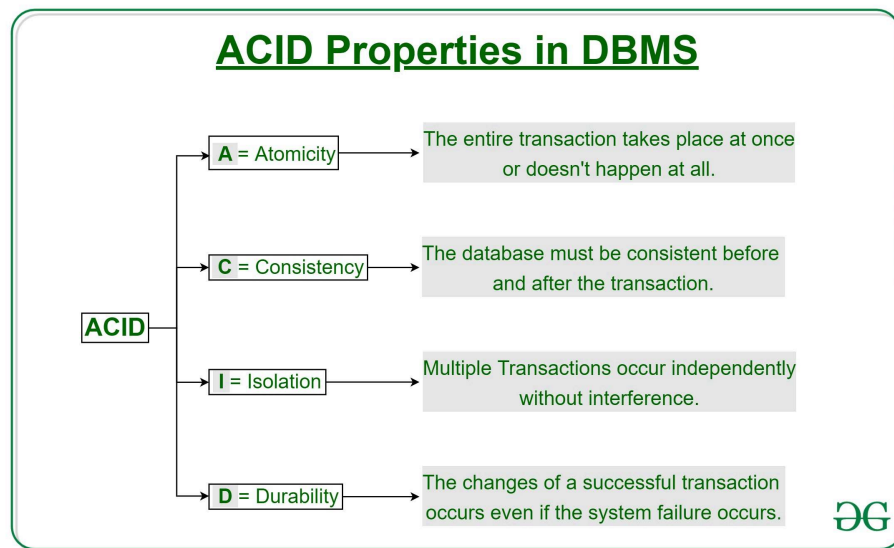 ACID Properties in DBMS
A = Atomicity
The entire transaction takes place at once
or doesn't happen at all.
C = Consistency
The database must be consistent before
and after the transaction.
ACID
I = Isolation
Multiple Transactions occur independently
without interference.
D = Durability
The changes of a successful transaction
occurs even if the system failure occurs.